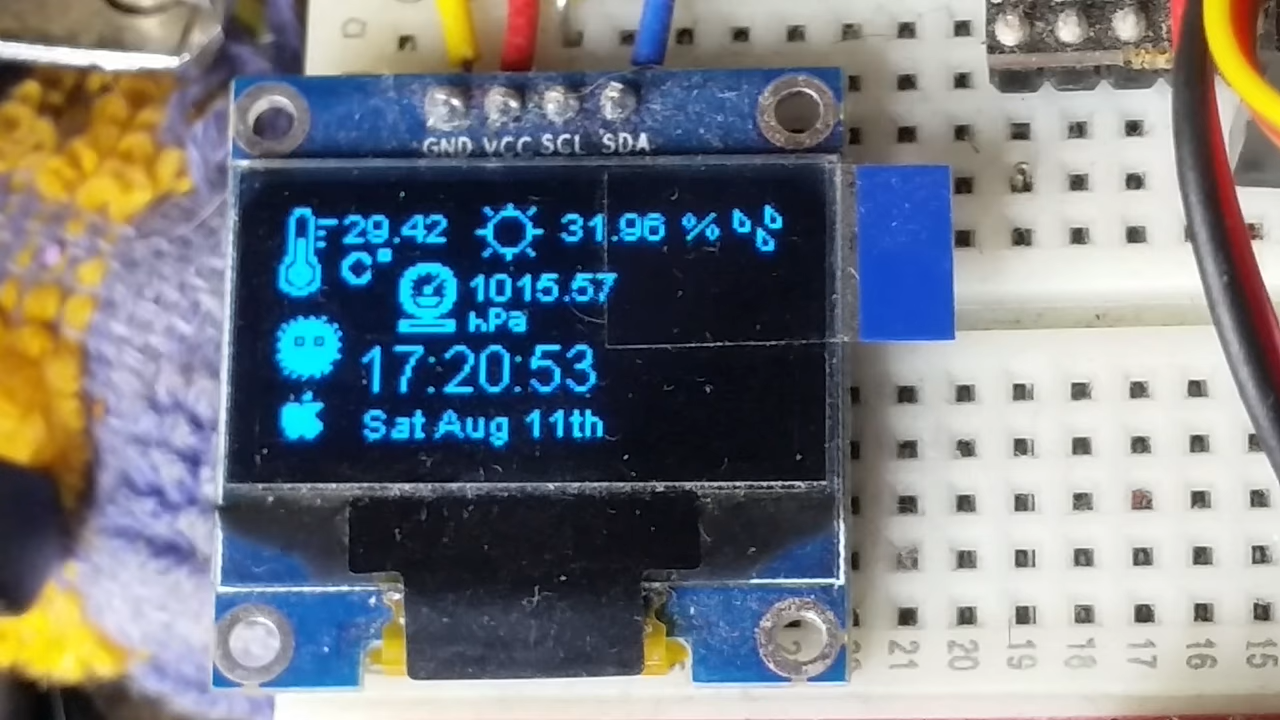 GND VCC SCL SDA
29.42 31.96 %
C°
1015.57
hPa
17:20:53
Sat Aug 11th
21 20 19 18 17 16 15